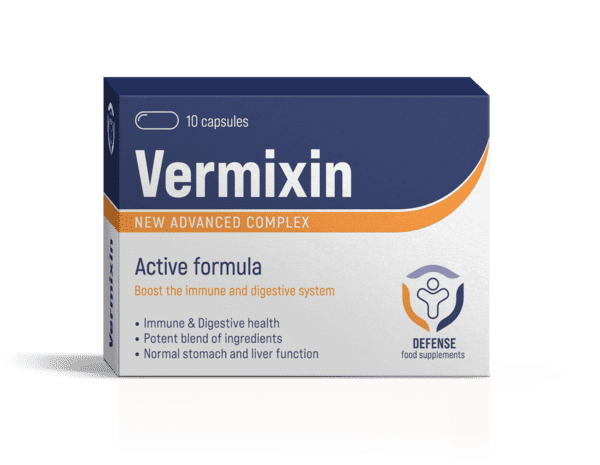 10 capsules
Vermixin
NEW ADVANCED COMPLEX
Active formula
Boost the immune and digestive system
• Immune & Digestive health
• Potent blend of ingredients
• Normal stomach and liver function
DEFENSE
food supplements
Vermixin